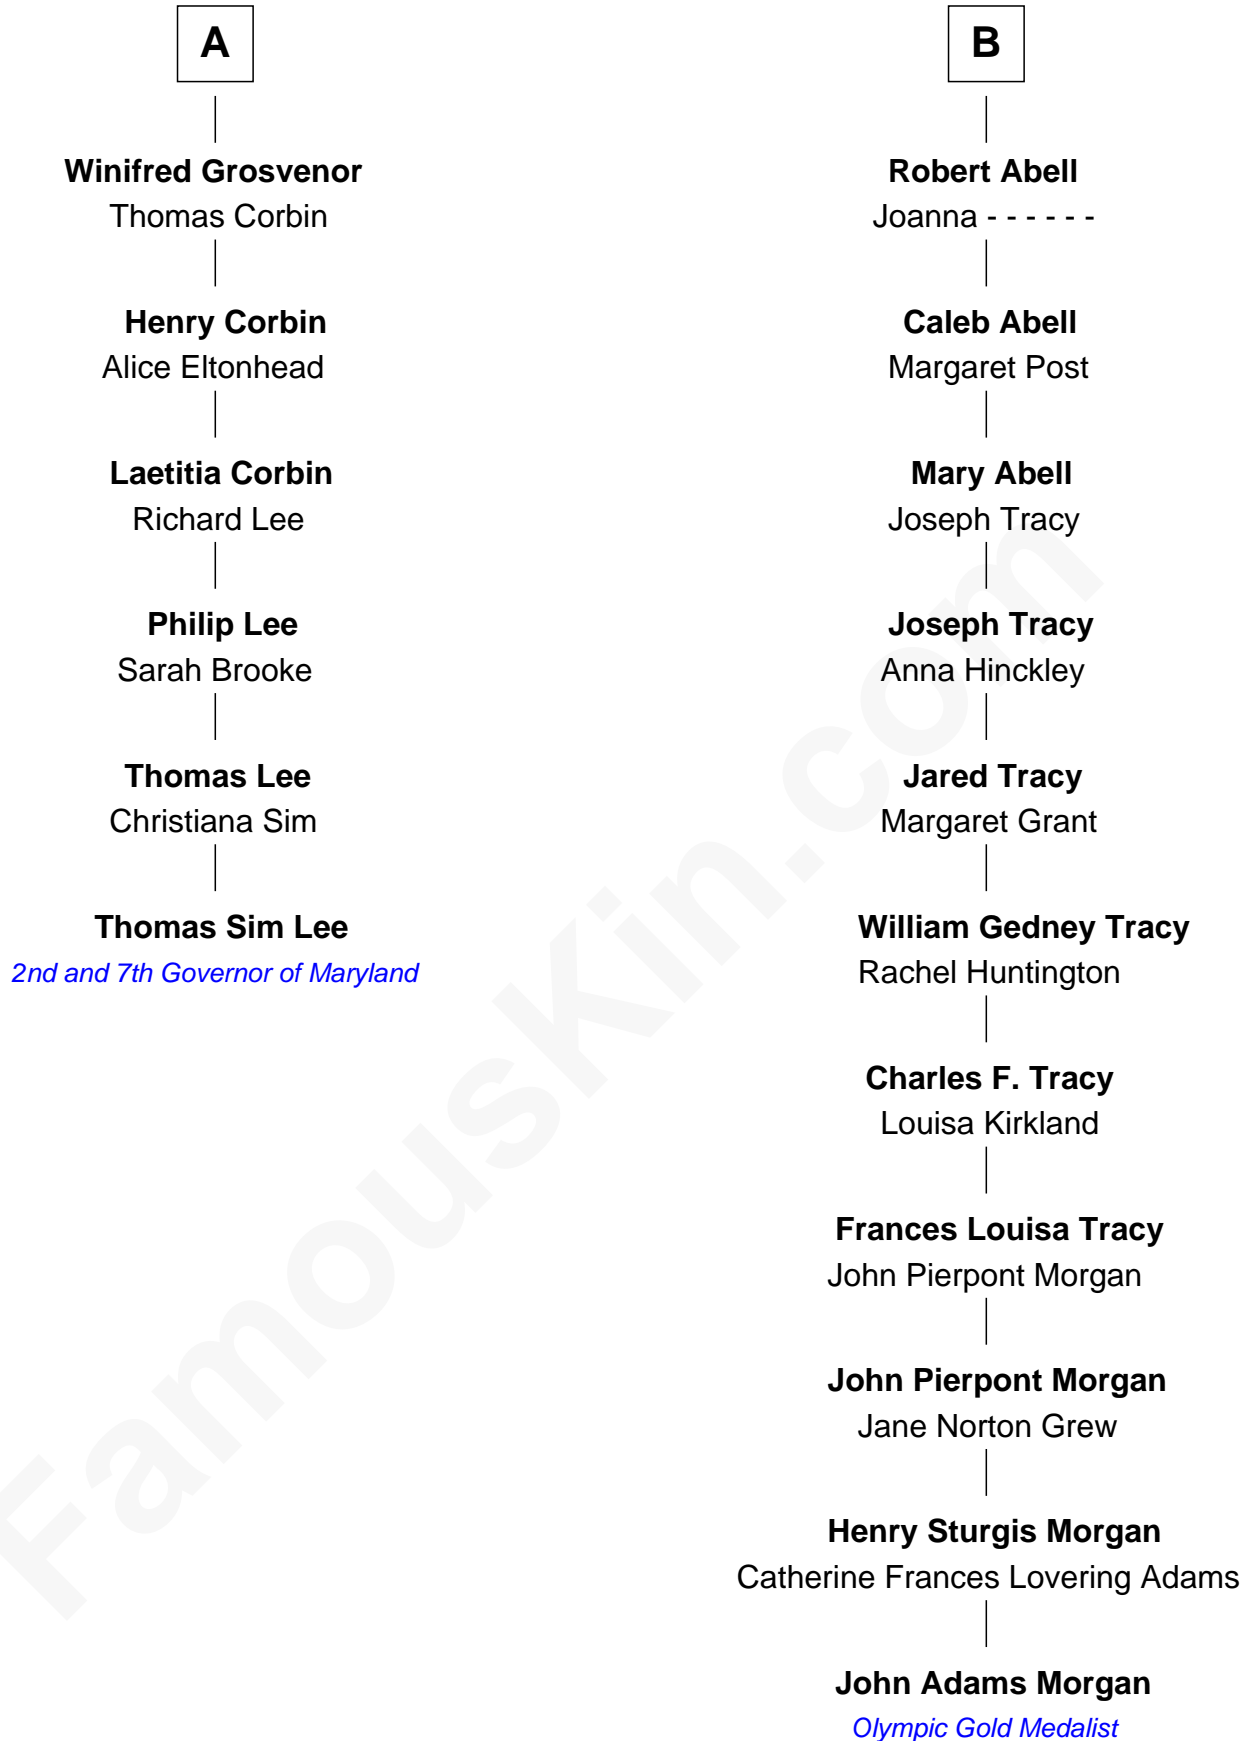 A
Winifred Grosvenor
Thomas Corbin
Henry Corbin
Alice Eltonhead
Laetitia Corbin
Richard Lee
Philip Lee
Sarah Brooke
Thomas Lee
Christiana Sim
Thomas Sim Lee
2nd and 7th Governor of Maryland
B
Robert Abell
Joanna - - - - - -
Caleb Abell
Margaret Post
Mary Abell
Joseph Tracy
Joseph Tracy
Anna Hinckley
Jared Tracy
Margaret Grant
William Gedney Tracy
Rachel Huntington
Charles F. Tracy
Louisa Kirkland
Frances Louisa Tracy
John Pierpont Morgan
John Pierpont Morgan
Jane Norton Grew
Henry Sturgis Morgan
Catherine Frances Lovering Adams
John Adams Morgan
Olympic Gold Medalist
FamousKin.com